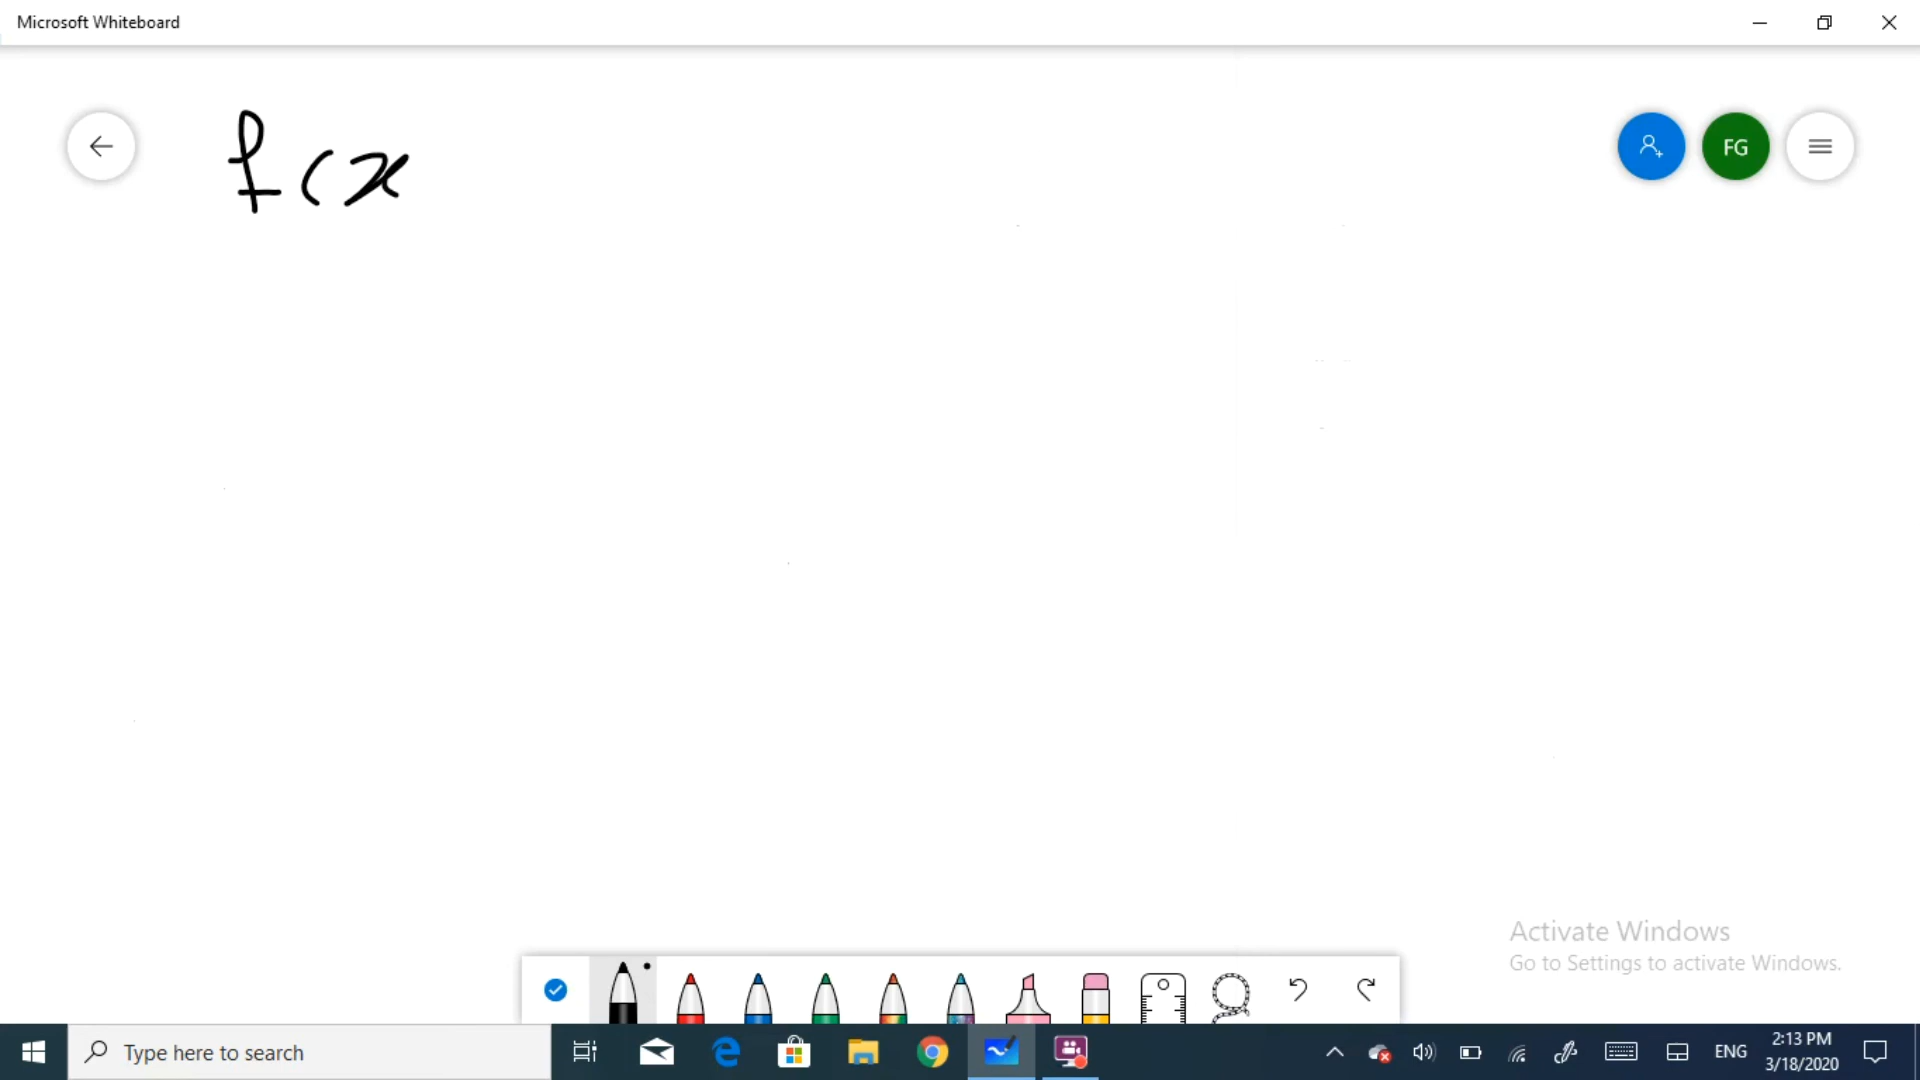 Microsoft Whiteboard
f(x
FG
Activate Windows
Go to Settings to activate Windows.
Type here to search
ENG
2:13 PM
3/18/2020